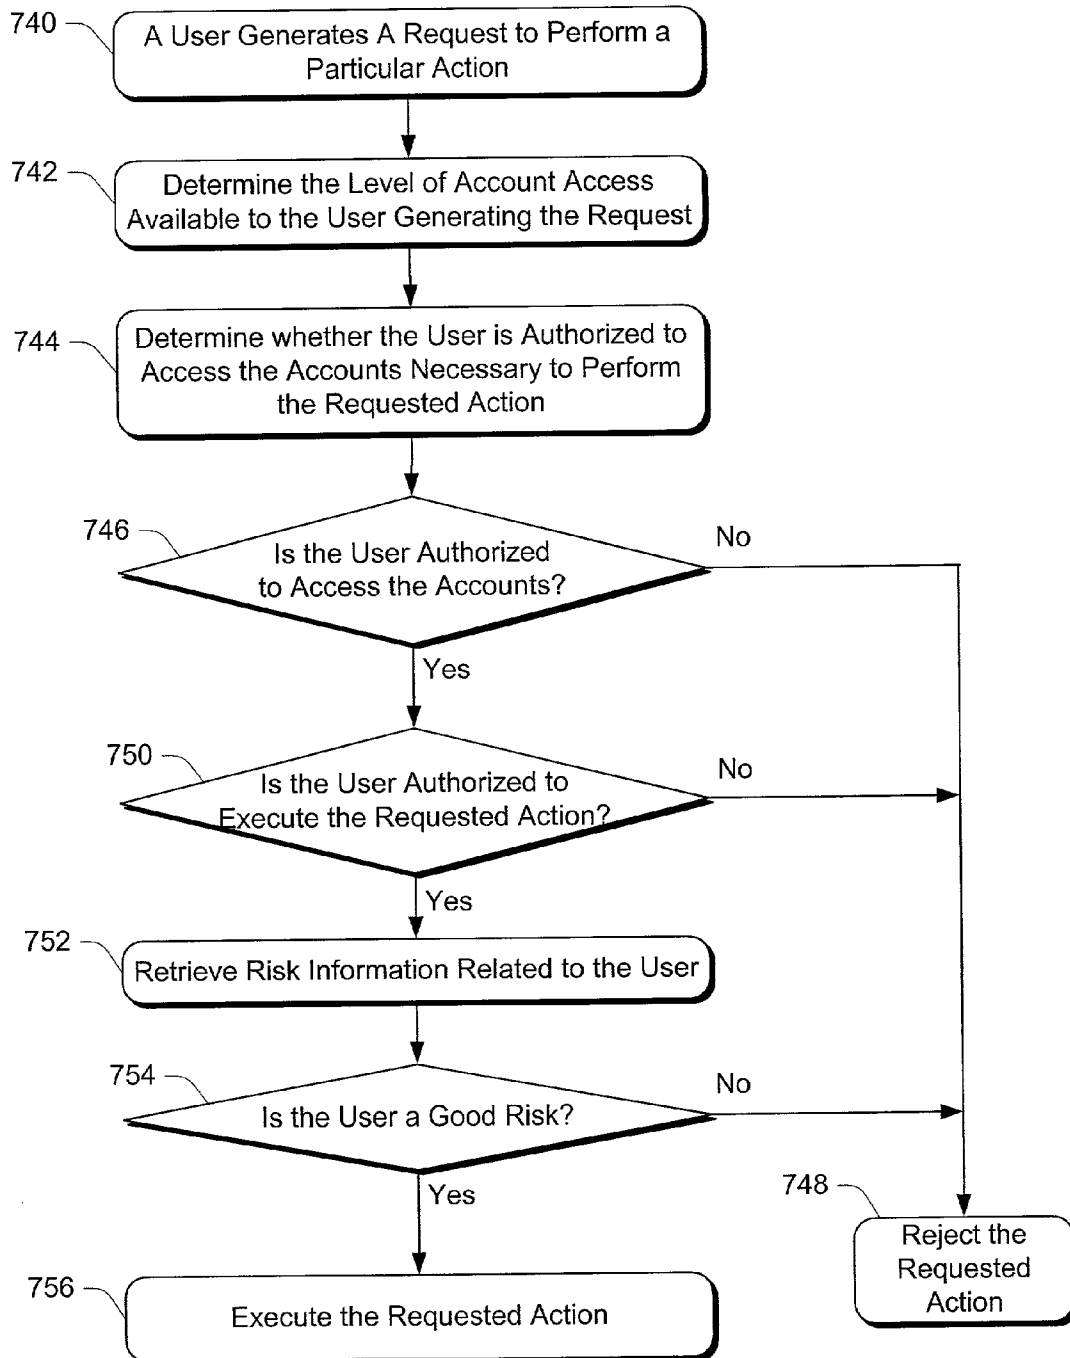 740
A User Generates A Request to Perform a
Particular Action
742
Determine the Level of Account Access
Available to the User Generating the Request
744
Determine whether the User is Authorized to
Access the Accounts Necessary to Perform
the Requested Action
746
Is the User Authorized
to Access the Accounts?
No
Yes
750
Is the User Authorized to
Execute the Requested Action?
No
Yes
752
Retrieve Risk Information Related to the User
754
Is the User a Good Risk?
No
Yes
748
Reject the
Requested
Action
756
Execute the Requested Action